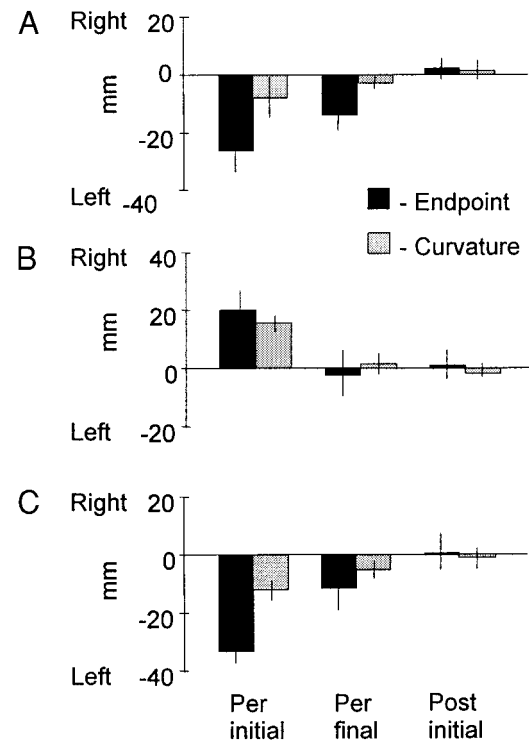 A
Right 20
0
mm
-20
Left -40
- Endpoint
- Curvature
B
Right 40
20
mm
0
Left -20
C
Right 20
0
mm
-20
Left -40
Per initial
Per final
Post initial